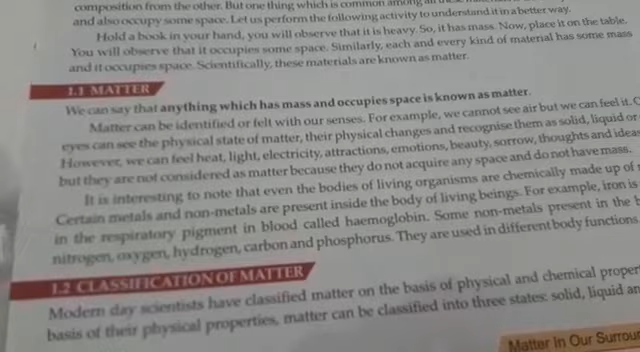 composition from the other. But one thing which is common among all
and also occupy some space. Let us perform the following activity to understand it in a better way.
Hold a book in your hand, you will observe that it is heavy. So, it has mass. Now, place it on the table.
You will observe that it occupies some space. Similarly, each and every kind of material has some mass
and it occupies space. Scientifically, these materials are known as matter.
1.1 MATTER
We can say that anything which has mass and occupies space is known as matter.
Matter can be identified or felt with our senses. For example, we cannot see air but we can feel it.
eyes can see the physical state of matter, their physical changes and recognise them as solid, liquid or
However, we can feel heat, light, electricity, attractions, emotions, beauty, sorrow, thoughts and ideas
but they are not considered as matter because they do not acquire any space and do not have mass.
It is interesting to note that even the bodies of living organisms are chemically made up of
Certain metals and non-metals are present inside the body of living beings. For example, iron is
in the respiratory pigment in blood called haemoglobin. Some non-metals present in the
nitrogen, oxygen, hydrogen, carbon and phosphorus. They are used in different body functions.
1.2 CLASSIFICATION OF MATTER
Modern day scientists have classified matter on the basis of physical and chemical proper
basis of their physical properties, matter can be classified into three states: solid, liquid an
Matter in Our Surrou